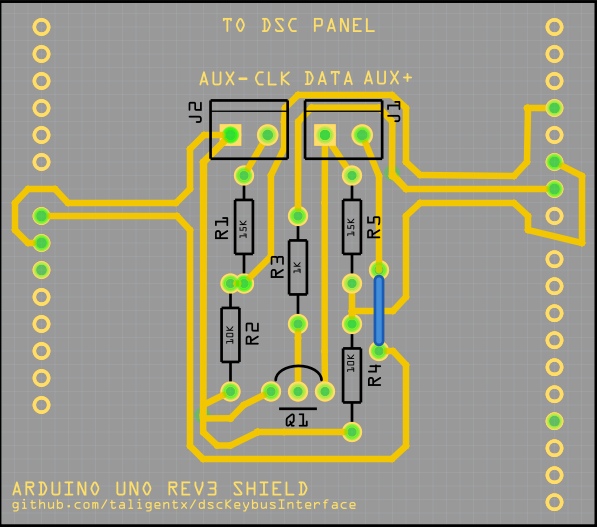 TO DSC PANEL
AUX- CLK DATA AUX+
J2
J1
R1
15K
R3
1K
R5
15K
R2
10K
R4
10K
Q1
ARDUINO UNO REV3 SHIELD
github.com/taligentx/dscKeybusInterface